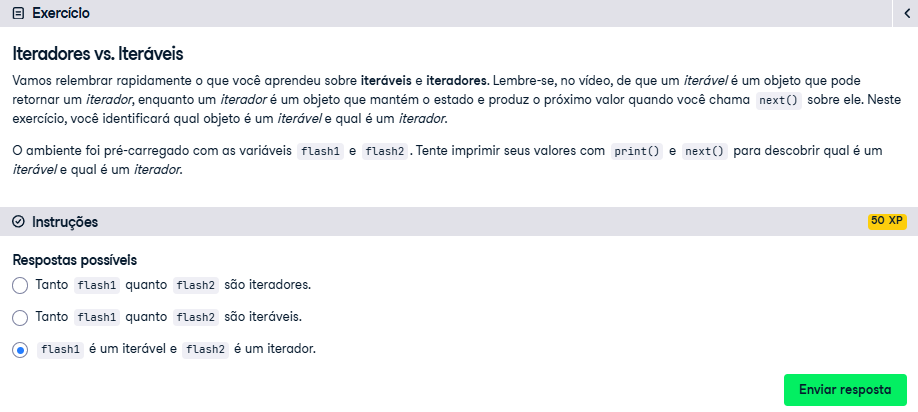 Exercício
Iteradores vs. Iteráveis
Vamos relembrar rapidamente o que você aprendeu sobre iteráveis e iteradores. Lembre-se, no vídeo, de que um iterável é um objeto que pode
retornar um iterador, enquanto um iterador é um objeto que mantém o estado e produz o próximo valor quando você chama next() sobre ele. Neste
exercício, você identificará qual objeto é um iterável e qual é um iterador.
O ambiente foi pré-carregado com as variáveis flash1 e flash2. Tente imprimir seus valores com print() e next() para descobrir qual é um
iterável e qual é um iterador.
Instruções
50 XP
Respostas possíveis
Tanto flash1 quanto flash2 são iteradores.
Tanto flash1 quanto flash2 são iteráveis.
flash1 é um iterável e flash2 é um iterador.
Enviar resposta